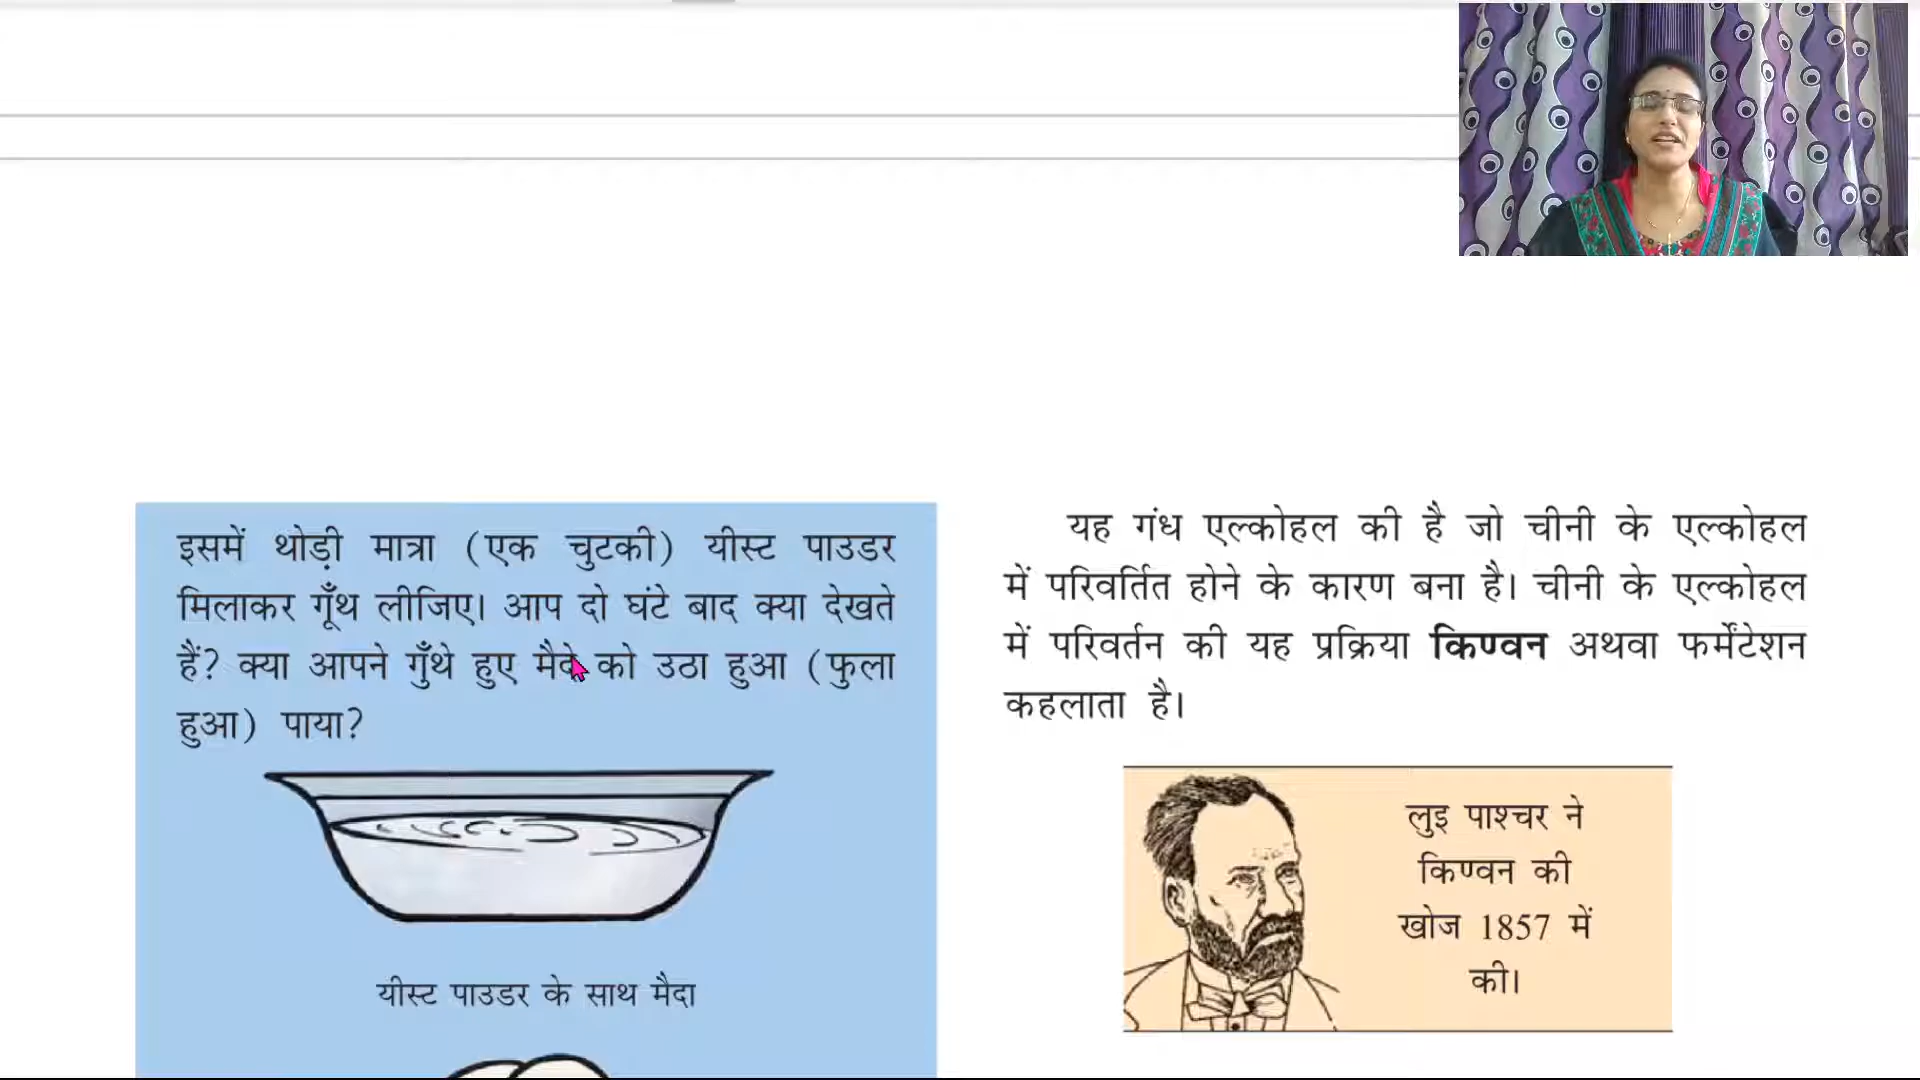 इसमें थोड़ी मात्रा (एक चुटकी) यीस्ट पाउडर
मिलाकर गूँथ लीजिए। आप दो घंटे बाद क्या देखते
हैं? क्या आपने गुँथे हुए मैदे को उठा हुआ (फुला
हुआ) पाया?
यीस्ट पाउडर के साथ मैदा
यह गंध एल्कोहल की है जो चीनी के एल्कोहल
में परिवर्तित होने के कारण बना है। चीनी के एल्कोहल
में परिवर्तन की यह प्रक्रिया किण्वन अथवा फर्मेंटेशन
कहलाता है।
लुइ पाश्चर ने
किण्वन की
खोज 1857 में
की।